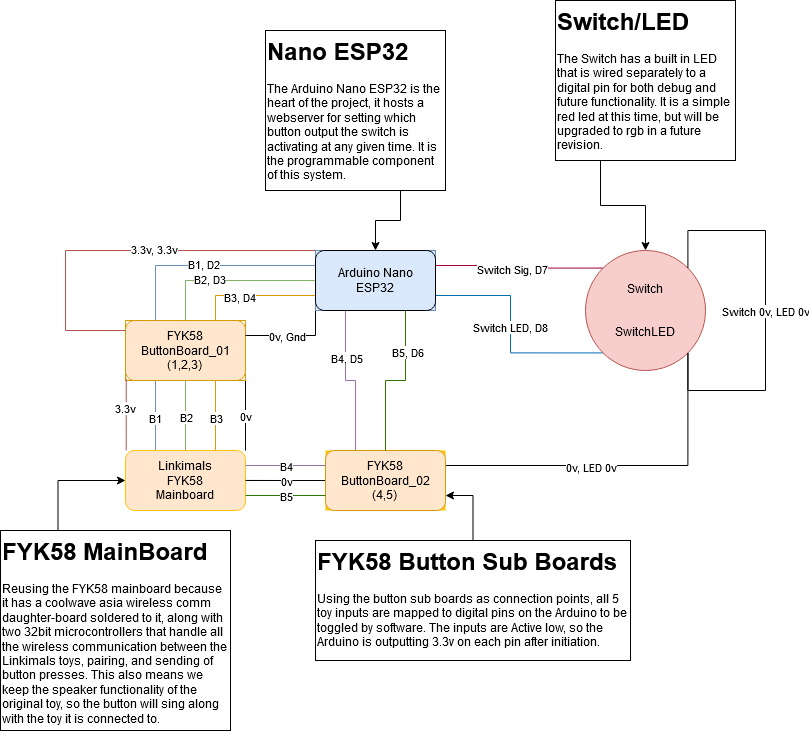 Nano ESP32
The Arduino Nano ESP32 is the
heart of the project, it hosts a
webserver for setting which
button output the switch is
activating at any given time. It is
the programmable component
of this system.
Switch/LED
The Switch has a built in LED
that is wired separately to a
digital pin for both debug and
future functionality. It is a simple
red led at this time, but will be
upgraded to rgb in a future
revision.
3.3v, 3.3v
B1, D2
B2, D3
B3, D4
Arduino Nano
ESP32
Switch Sig, D7
Switch LED, D8
Switch
SwitchLED
Switch 0v, LED 0v
FYK58
ButtonBoard_01
(1,2,3)
0v, Gnd
B4, D5
B5, D6
3.3v
B1
B2
B3
0v
Linkimals
FYK58
Mainboard
B4
0v
B5
FYK58
ButtonBoard_02
(4,5)
0v, LED 0v
FYK58 MainBoard
Reusing the FYK58 mainboard because
it has a coolwave asia wireless comm
daughter-board soldered to it, along with
two 32bit microcontrollers that handle all
the wireless communication between the
Linkimals toys, pairing, and sending of
button presses. This also means we
keep the speaker functionality of the
original toy, so the button will sing along
with the toy it is connected to.
FYK58 Button Sub Boards
Using the button sub boards as connection points, all 5
toy inputs are mapped to digital pins on the Arduino to be
toggled by software. The inputs are Active low, so the
Arduino is outputting 3.3v on each pin after initiation.